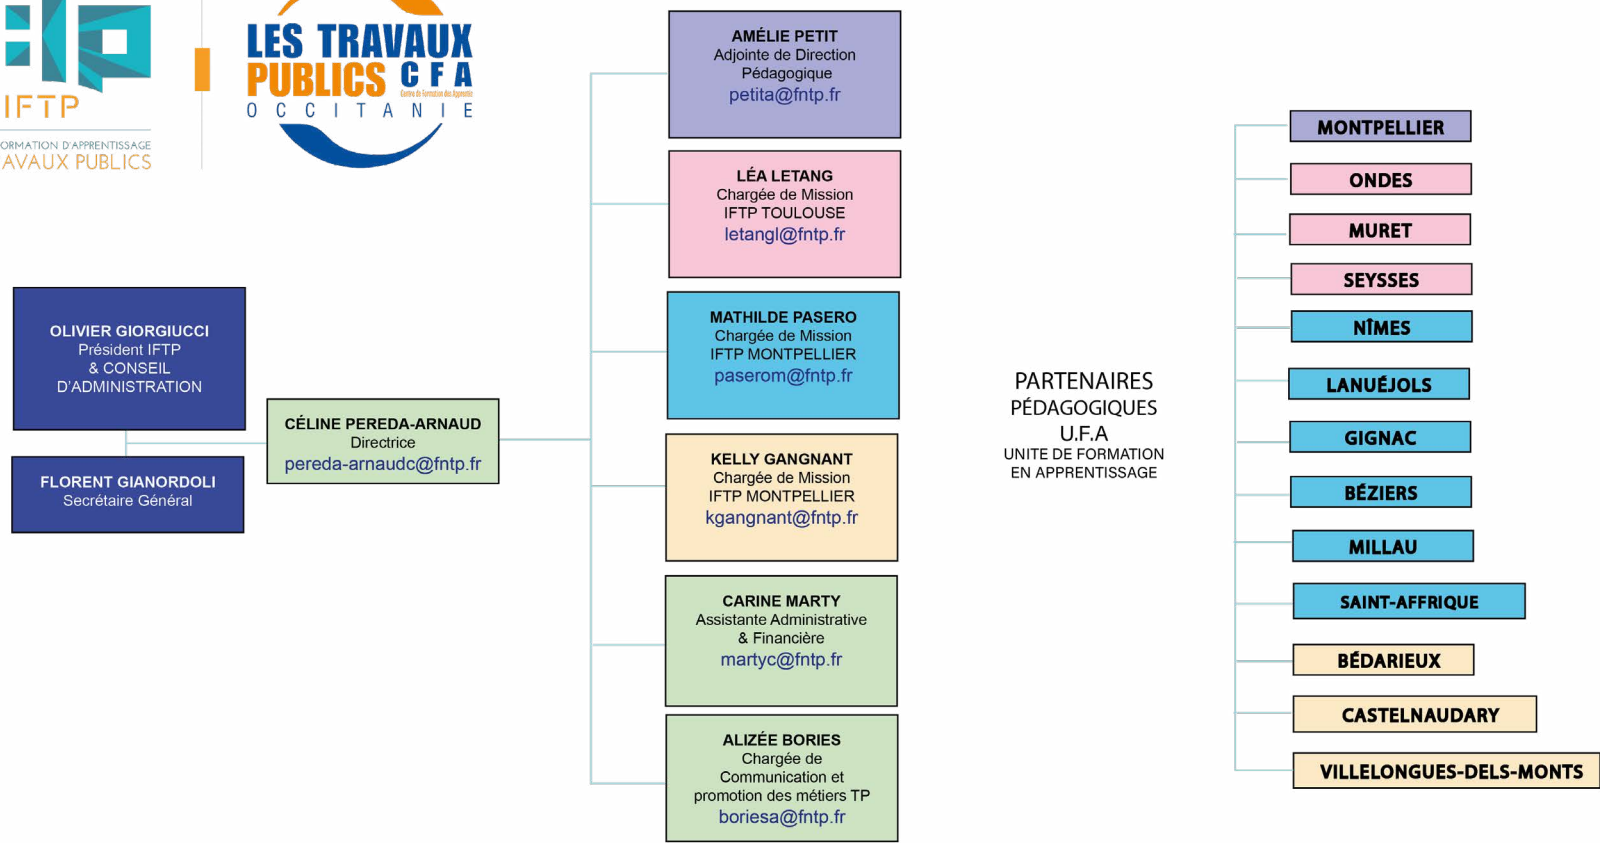 IFTP
ORMATION D'APPRENTISSAGE
AVAUX PUBLICS
LES TRAVAUX
PUBLICS CFA
Centre de Formation des Apprentis
OCCITANIE
OLIVIER GIORGIUCCI
Président IFTP
& CONSEIL
D'ADMINISTRATION
FLORENT GIANORDOLI
Secrétaire Général
CÉLINE PEREDA-ARNAUD
Directrice
pereda-arnaudc@fntp.fr
AMÉLIE PETIT
Adjointe de Direction
Pédagogique
petita@fntp.fr
LÉA LETANG
Chargée de Mission
IFTP TOULOUSE
letangl@fntp.fr
MATHILDE PASERO
Chargée de Mission
IFTP MONTPELLIER
paserom@fntp.fr
KELLY GANGNANT
Chargée de Mission
IFTP MONTPELLIER
kgangnant@fntp.fr
CARINE MARTY
Assistante Administrative
& Financière
martyc@fntp.fr
ALIZÉE BORIES
Chargée de
Communication et
promotion des métiers TP
boriesa@fntp.fr
PARTENAIRES
PÉDAGOGIQUES
U.F.A
UNITE DE FORMATION
EN APPRENTISSAGE
MONTPELLIER
ONDES
MURET
SEYSSES
NÎMES
LANUÉJOLS
GIGNAC
BÉZIERS
MILLAU
SAINT-AFFRIQUE
BÉDARIEUX
CASTELNAUDARY
VILLELONGUES-DELS-MONTS